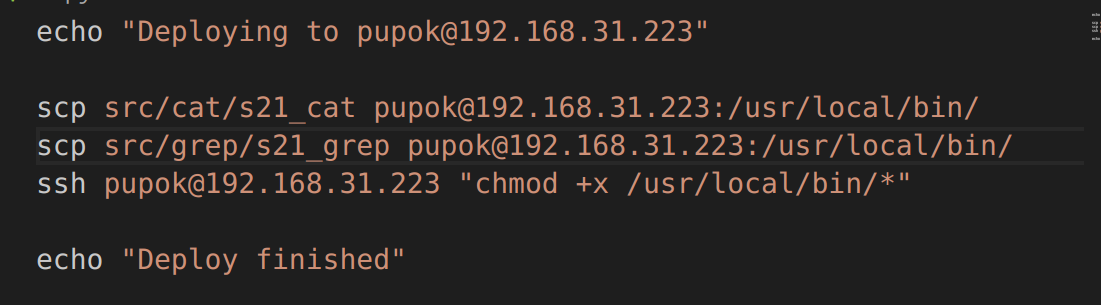 echo "Deploying to pupok@192.168.31.223"
scp src/cat/s21_cat pupok@192.168.31.223:/usr/local/bin/
scp src/grep/s21_grep pupok@192.168.31.223:/usr/local/bin/
ssh pupok@192.168.31.223 "chmod +x /usr/local/bin/*"
echo "Deploy finished"